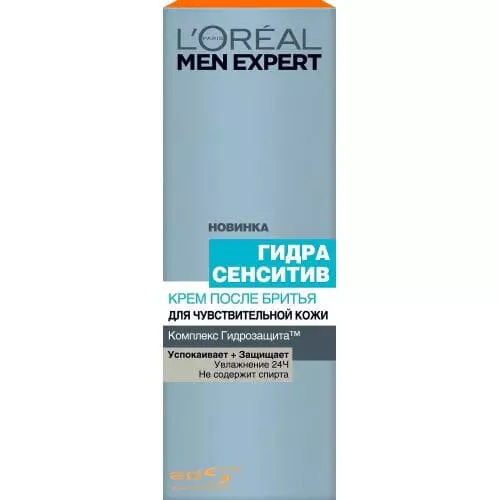 L'ORÉAL
PARIS
MEN EXPERT
НОВИНКА
ГИДРА
СЕНСИТИВ
КРЕМ ПОСЛЕ БРИТЬЯ
ДЛЯ ЧУВСТВИТЕЛЬНОЙ КОЖИ
Комплекс Гидрозащита™
Успокаивает + Защищает
Увлажнение 24Ч
Не содержит спирта